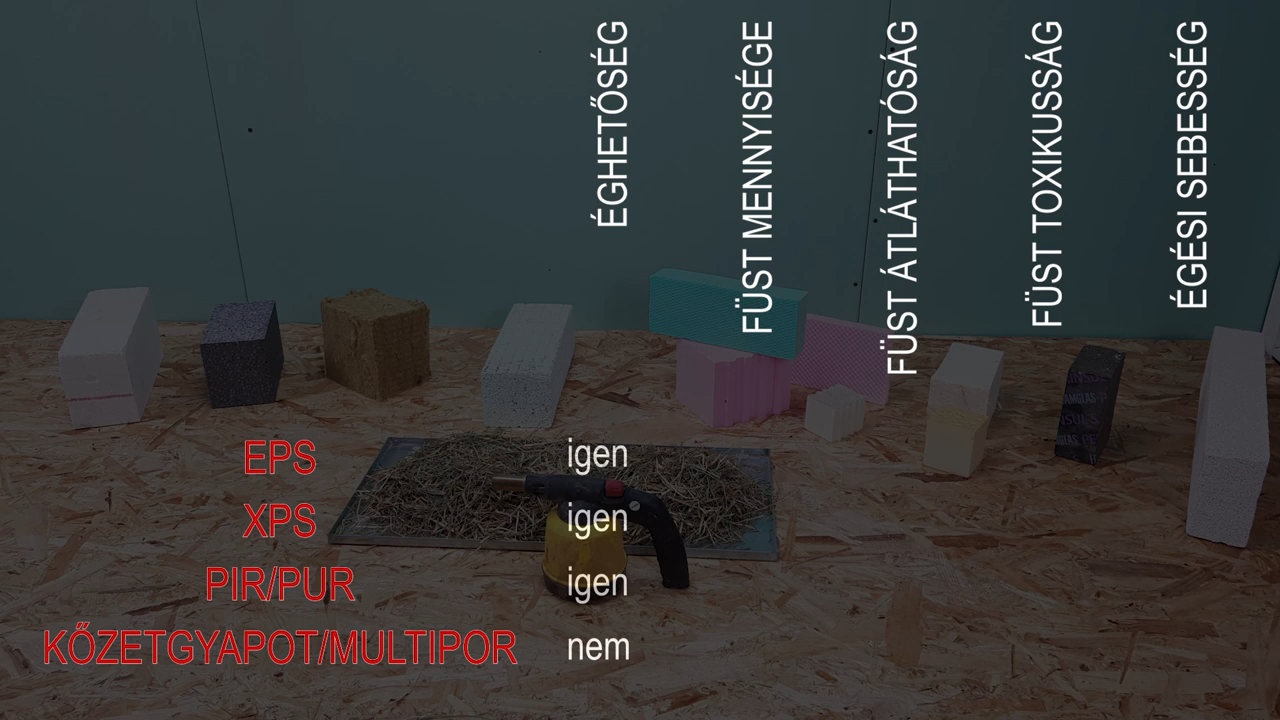 ÉGHETŐSÉG
FÜST MENNYISÉGE
FÜST ÁTLÁTHATÓSÁG
FÜST TOXIKUSSÁG
ÉGÉSI SEBESSÉG
EPS igen
XPS igen
PIR/PUR igen
KŐZETGYAPOT/MULTIPOR nem